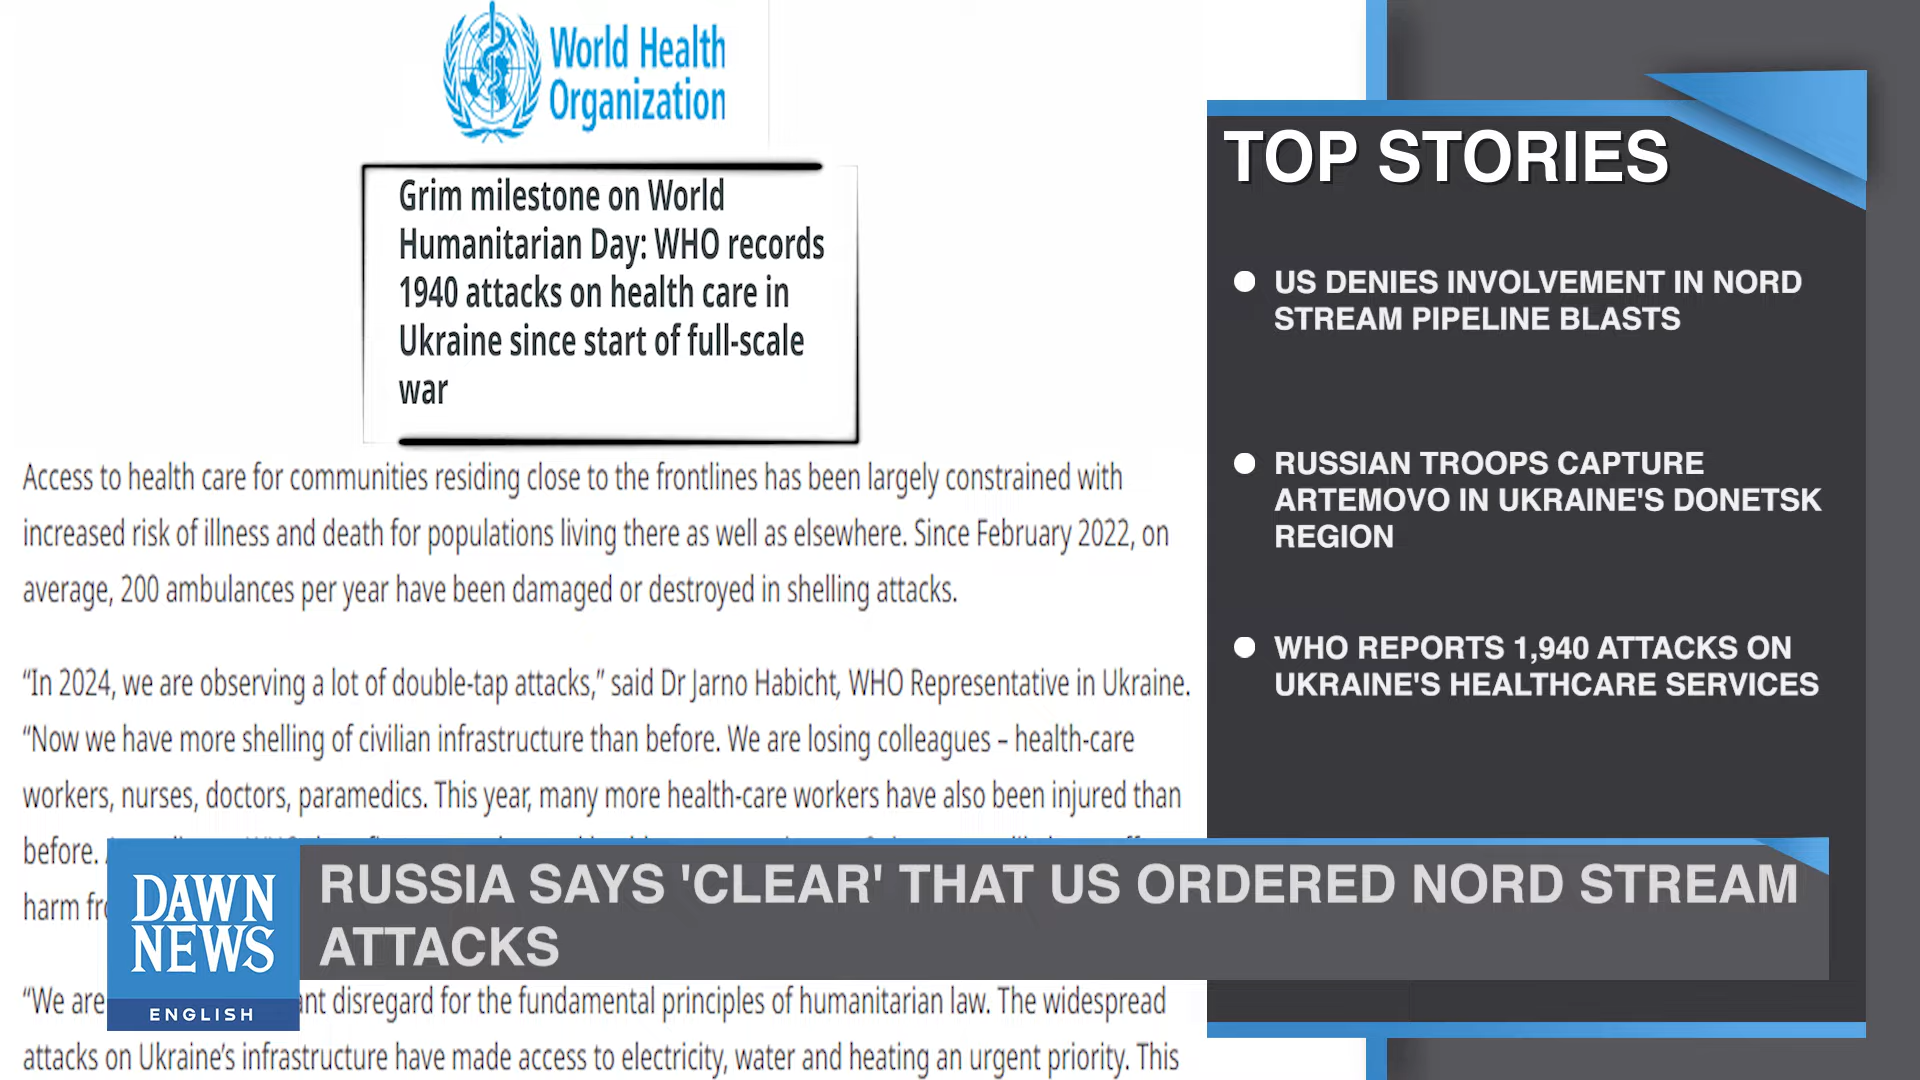 World Health
Organization
Grim milestone on World
Humanitarian Day: WHO records
1940 attacks on health care in
Ukraine since start of full-scale
war
Access to health care for communities residing close to the frontlines has been largely constrained with
increased risk of illness and death for populations living there as well as elsewhere. Since February 2022, on
average, 200 ambulances per year have been damaged or destroyed in shelling attacks.
“In 2024, we are observing a lot of double-tap attacks,” said Dr Jarno Habicht, WHO Representative in Ukraine.
“Now we have more shelling of civilian infrastructure than before. We are losing colleagues – health-care
workers, nurses, doctors, paramedics. This year, many more health-care workers have also been injured than
before.
harm
“We are disregard for the fundamental principles of humanitarian law. The widespread
attacks on Ukraine’s infrastructure have made access to electricity, water and heating an urgent priority. This
TOP STORIES
US DENIES INVOLVEMENT IN NORD
STREAM PIPELINE BLASTS
RUSSIAN TROOPS CAPTURE
ARTEMOVO IN UKRAINE'S DONETSK
REGION
WHO REPORTS 1,940 ATTACKS ON
UKRAINE'S HEALTHCARE SERVICES
DAWN
NEWS
ENGLISH
RUSSIA SAYS 'CLEAR' THAT US ORDERED NORD STREAM
ATTACKS